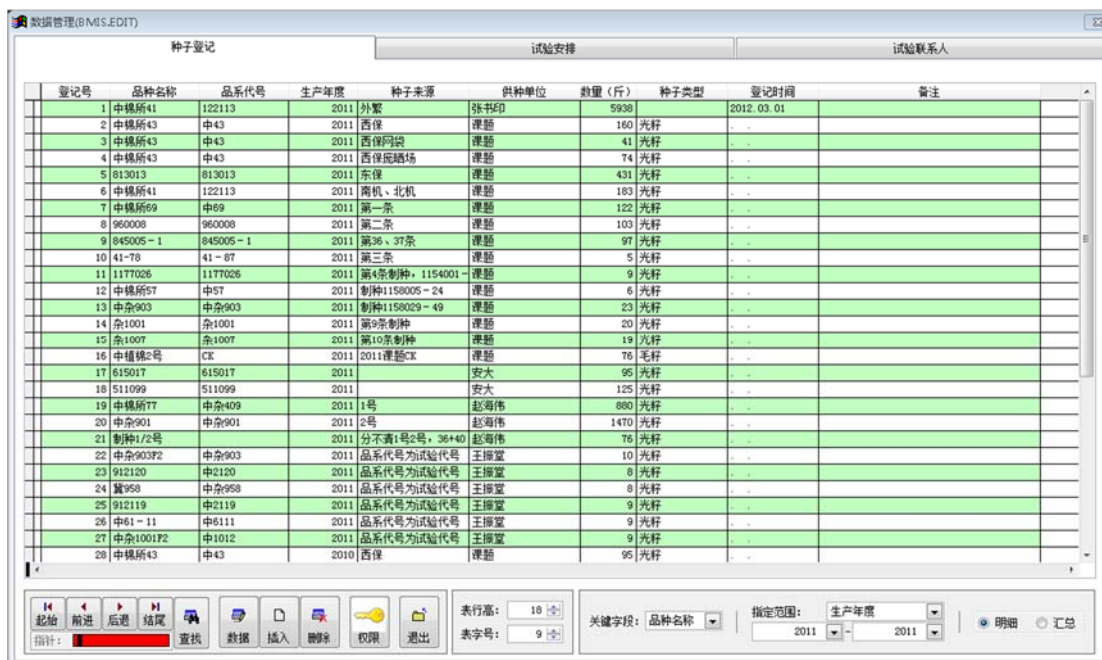 数据管理(BMIS.EDIT)
种子登记 试验安排 试验联系人
登记号 品种名称 品系代号 生产年度 种子来源 供种单位 数量（斤） 种子类型 登记时间 备注
1 中棉所41 122113 2011 外繁 张书印 5938 2012.03.01
2 中棉所43 中43 2011 西保 课题 160 光籽 . .
3 中棉所43 中43 2011 西保网袋 课题 41 光籽 . .
4 中棉所43 中43 2011 西保庞晒场 课题 74 光籽 . .
5 813013 813013 2011 东保 课题 431 光籽 . .
6 中棉所41 122113 2011 南机、北机 课题 183 光籽 . .
7 中棉所69 中69 2011 第一条 课题 122 光籽 . .
8 960008 960008 2011 第二条 课题 103 光籽 . .
9 845005-1 845005-1 2011 第36、37条 课题 97 光籽 . .
10 41-78 41-87 2011 第三条 课题 5 光籽 . .
11 1177026 1177026 2011 第4条制种，1154001- 课题 9 光籽 . .
12 中棉所57 中57 2011 制种1158005-24 课题 6 光籽 . .
13 中杂903 中杂903 2011 制种1158029-49 课题 23 光籽 . .
14 杂1001 杂1001 2011 第9条制种 课题 20 光籽 . .
15 杂1007 杂1007 2011 第10条制种 课题 19 光籽 . .
16 中植棉2号 CK 2011 2011课题CK 课题 76 毛籽 . .
17 615017 615017 2011 安大 95 光籽 . .
18 511099 511099 2011 安大 125 光籽 . .
19 中棉所77 中杂409 2011 1号 赵海伟 880 光籽 . .
20 中杂901 中杂901 2011 2号 赵海伟 1470 光籽 . .
21 制种1/2号 2011 分不清1号2号，36+40 赵海伟 76 光籽 . .
22 中杂903F2 中杂903 2011 品系代号为试验代号 王振堂 10 光籽 . .
23 912120 中2120 2011 品系代号为试验代号 王振堂 8 光籽 . .
24 冀958 中杂958 2011 品系代号为试验代号 王振堂 8 光籽 . .
25 912119 中2119 2011 品系代号为试验代号 王振堂 9 光籽 . .
26 中61-11 中6111 2011 品系代号为试验代号 王振堂 9 光籽 . .
27 中杂1001F2 中1012 2011 品系代号为试验代号 王振堂 9 光籽 . .
28 中棉所43 中43 2010 西保 课题 95 光籽 . .
起始 前进 后退 结尾 查找 数据 插入 删除 权限 退出
指针：
表行高： 18
表字号： 9
关键字段： 品种名称
指定范围： 生产年度
2011 - 2011
明细 汇总